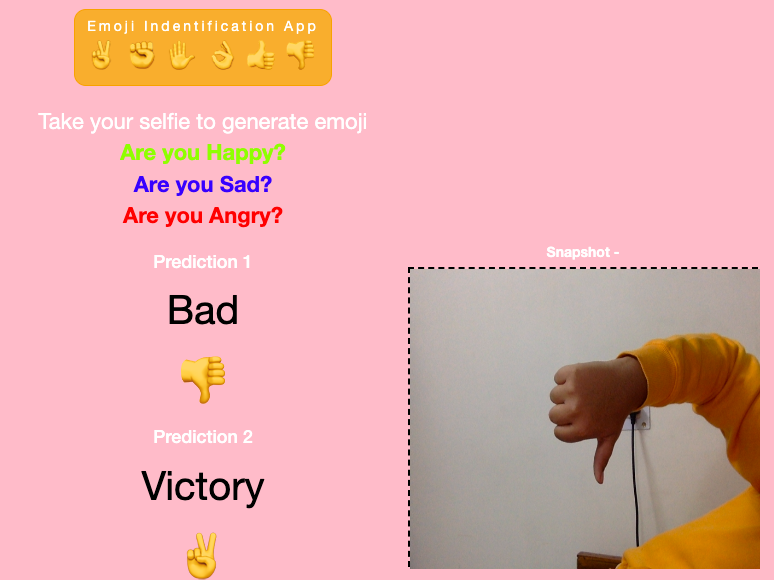 Emoji Indentification App
✌️ ✊ 🖐 👌 👍 👎
Take your selfie to generate emoji
Are you Happy?
Are you Sad?
Are you Angry?
Prediction 1
Bad
👎
Prediction 2
Victory
✌️
Snapshot -